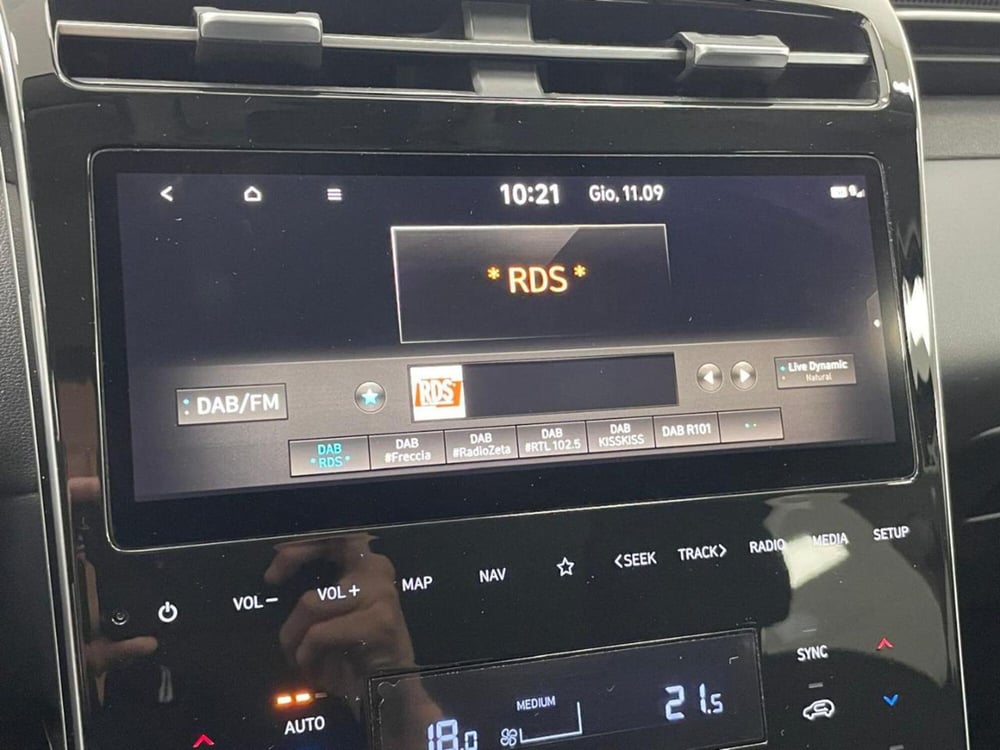 10:21 Gio, 11.09
* RDS *
DAB/FM
RDS
Live Dynamic
Natural
DAB
*RDS*
DAB
#Freccia
DAB
#RadioZeta
DAB
#RTL 102.5
DAB
KISSKISS
DAB R101
VOL− VOL+ MAP NAV <SEEK TRACK> RADIO MEDIA SETUP
SYNC
AUTO
MEDIUM
18.0
21.5